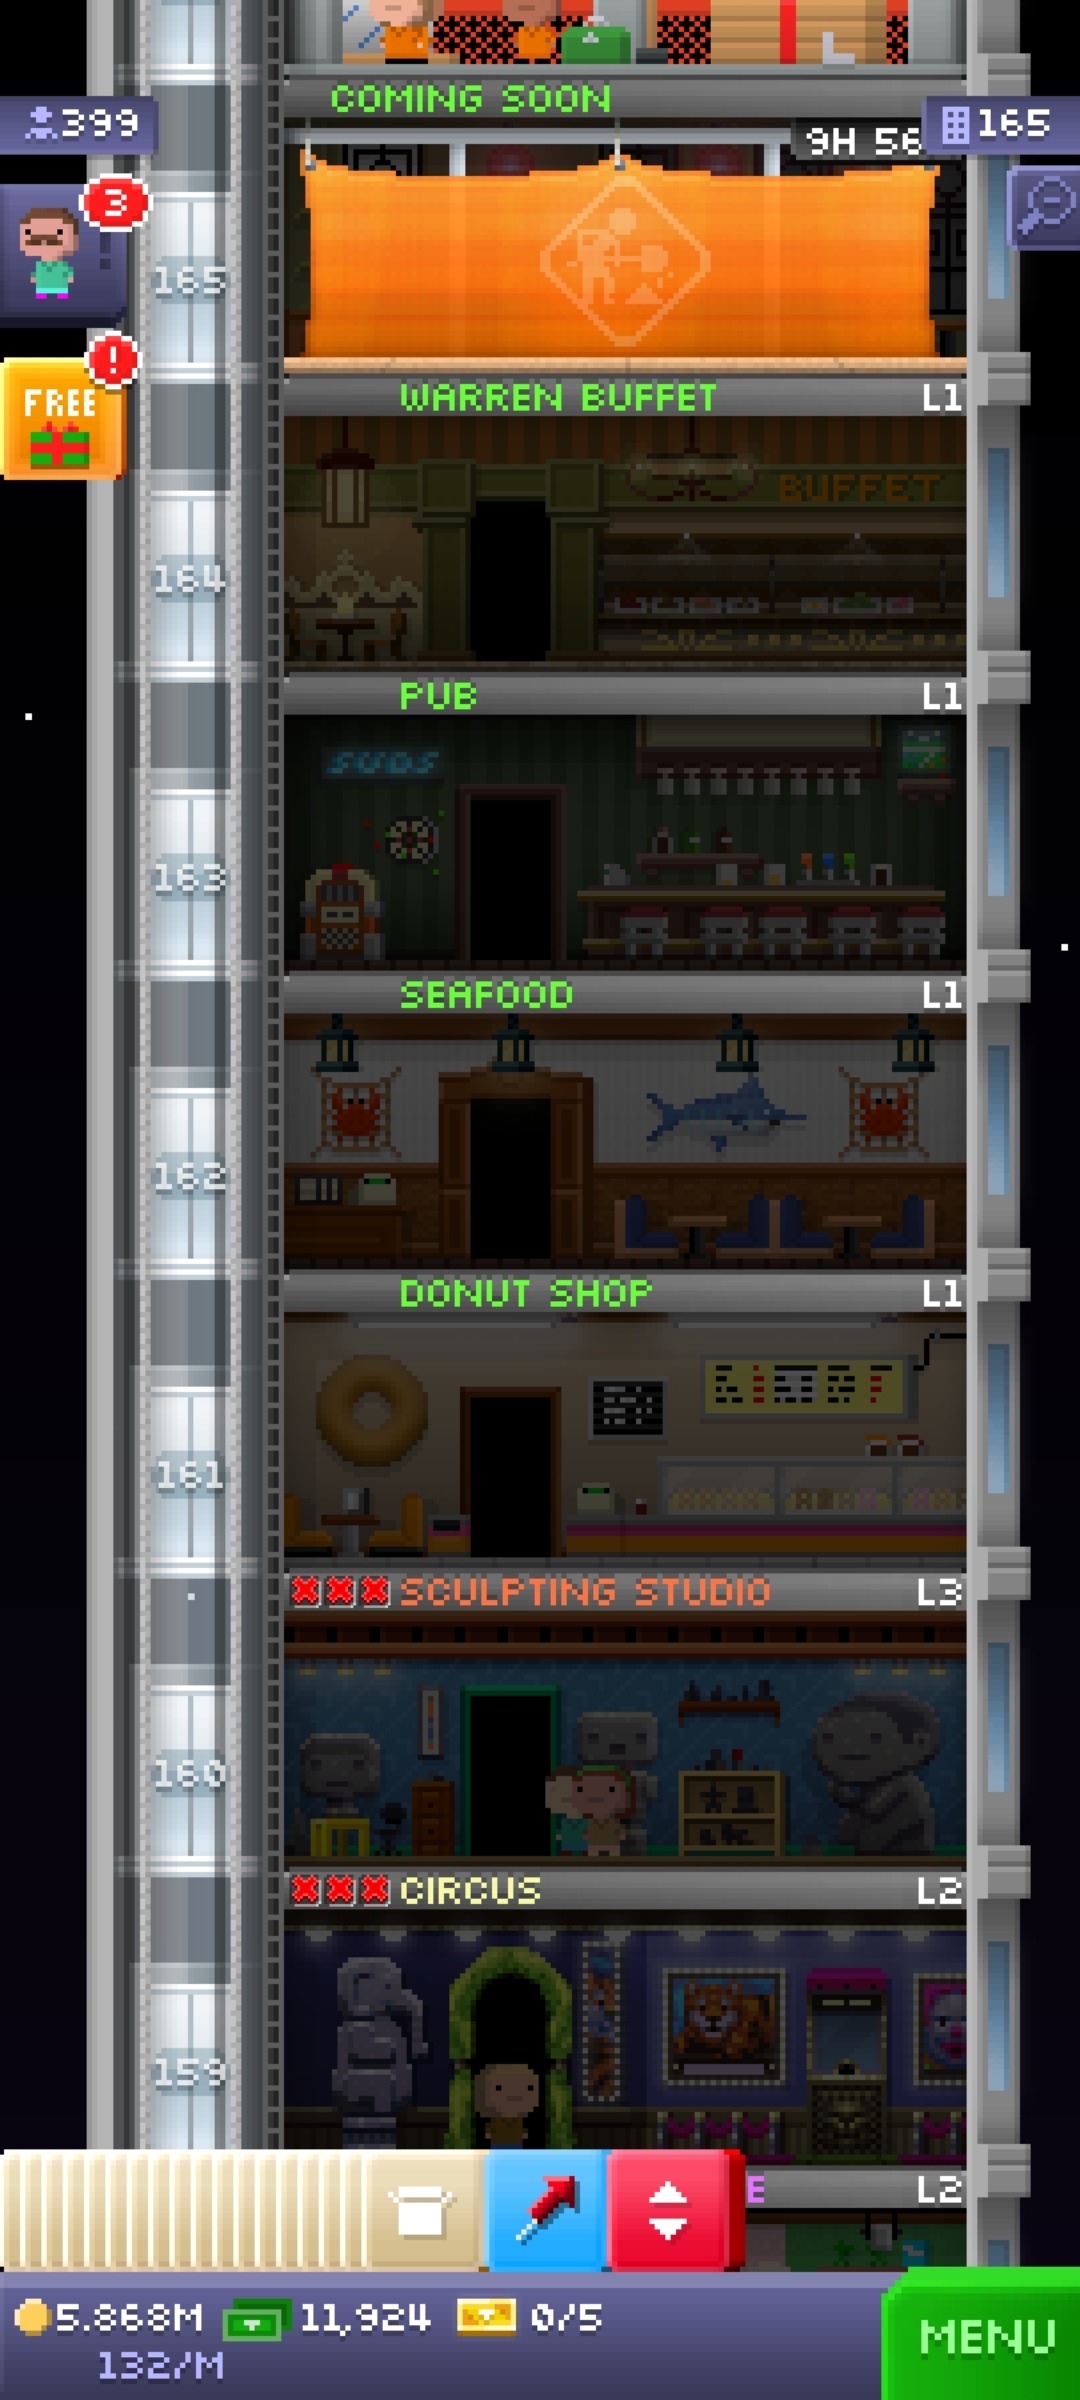 COMING SOON
399
9H 56
165
3
165
!
FREE
WARREN BUFFET L1
BUFFET
164
PUB L1
SUDS
163
SEAFOOD L1
162
DONUT SHOP L1
161
SCULPTING STUDIO L3
160
CIRCUS L2
159
E L2
5.868M 11,924 0/5
132/M
MENU